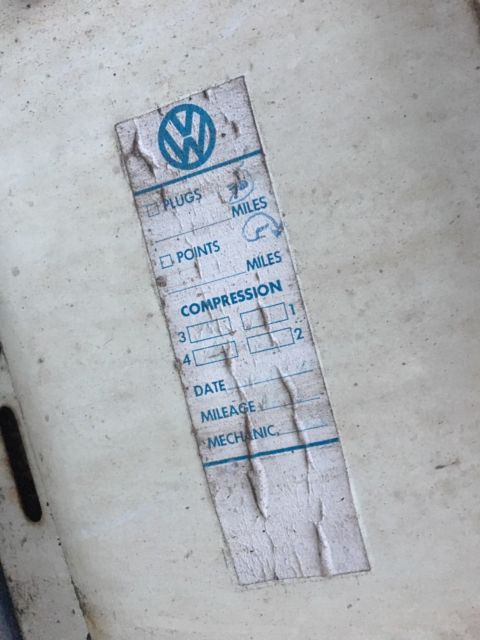 VW
PLUGS
MILES
POINTS
MILES
COMPRESSION
3 1
4 2
DATE
MILEAGE
MECHANIC